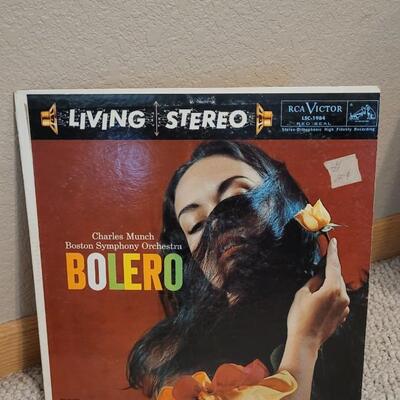 LIVING STEREO
RCA VICTOR
LSC-1984
RED SEAL
Stereo-Orthophonic High Fidelity Recording
Charles Munch
Boston Symphony Orchestra
BOLERO